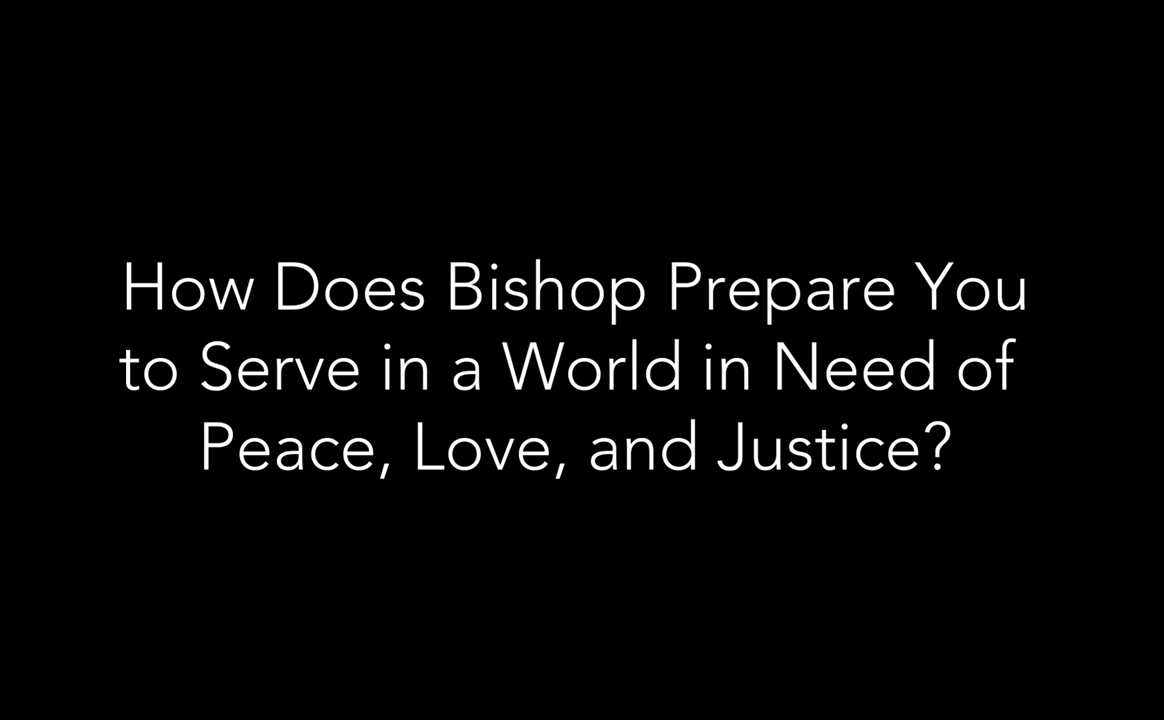 How Does Bishop Prepare You
to Serve in a World in Need of
Peace, Love, and Justice?